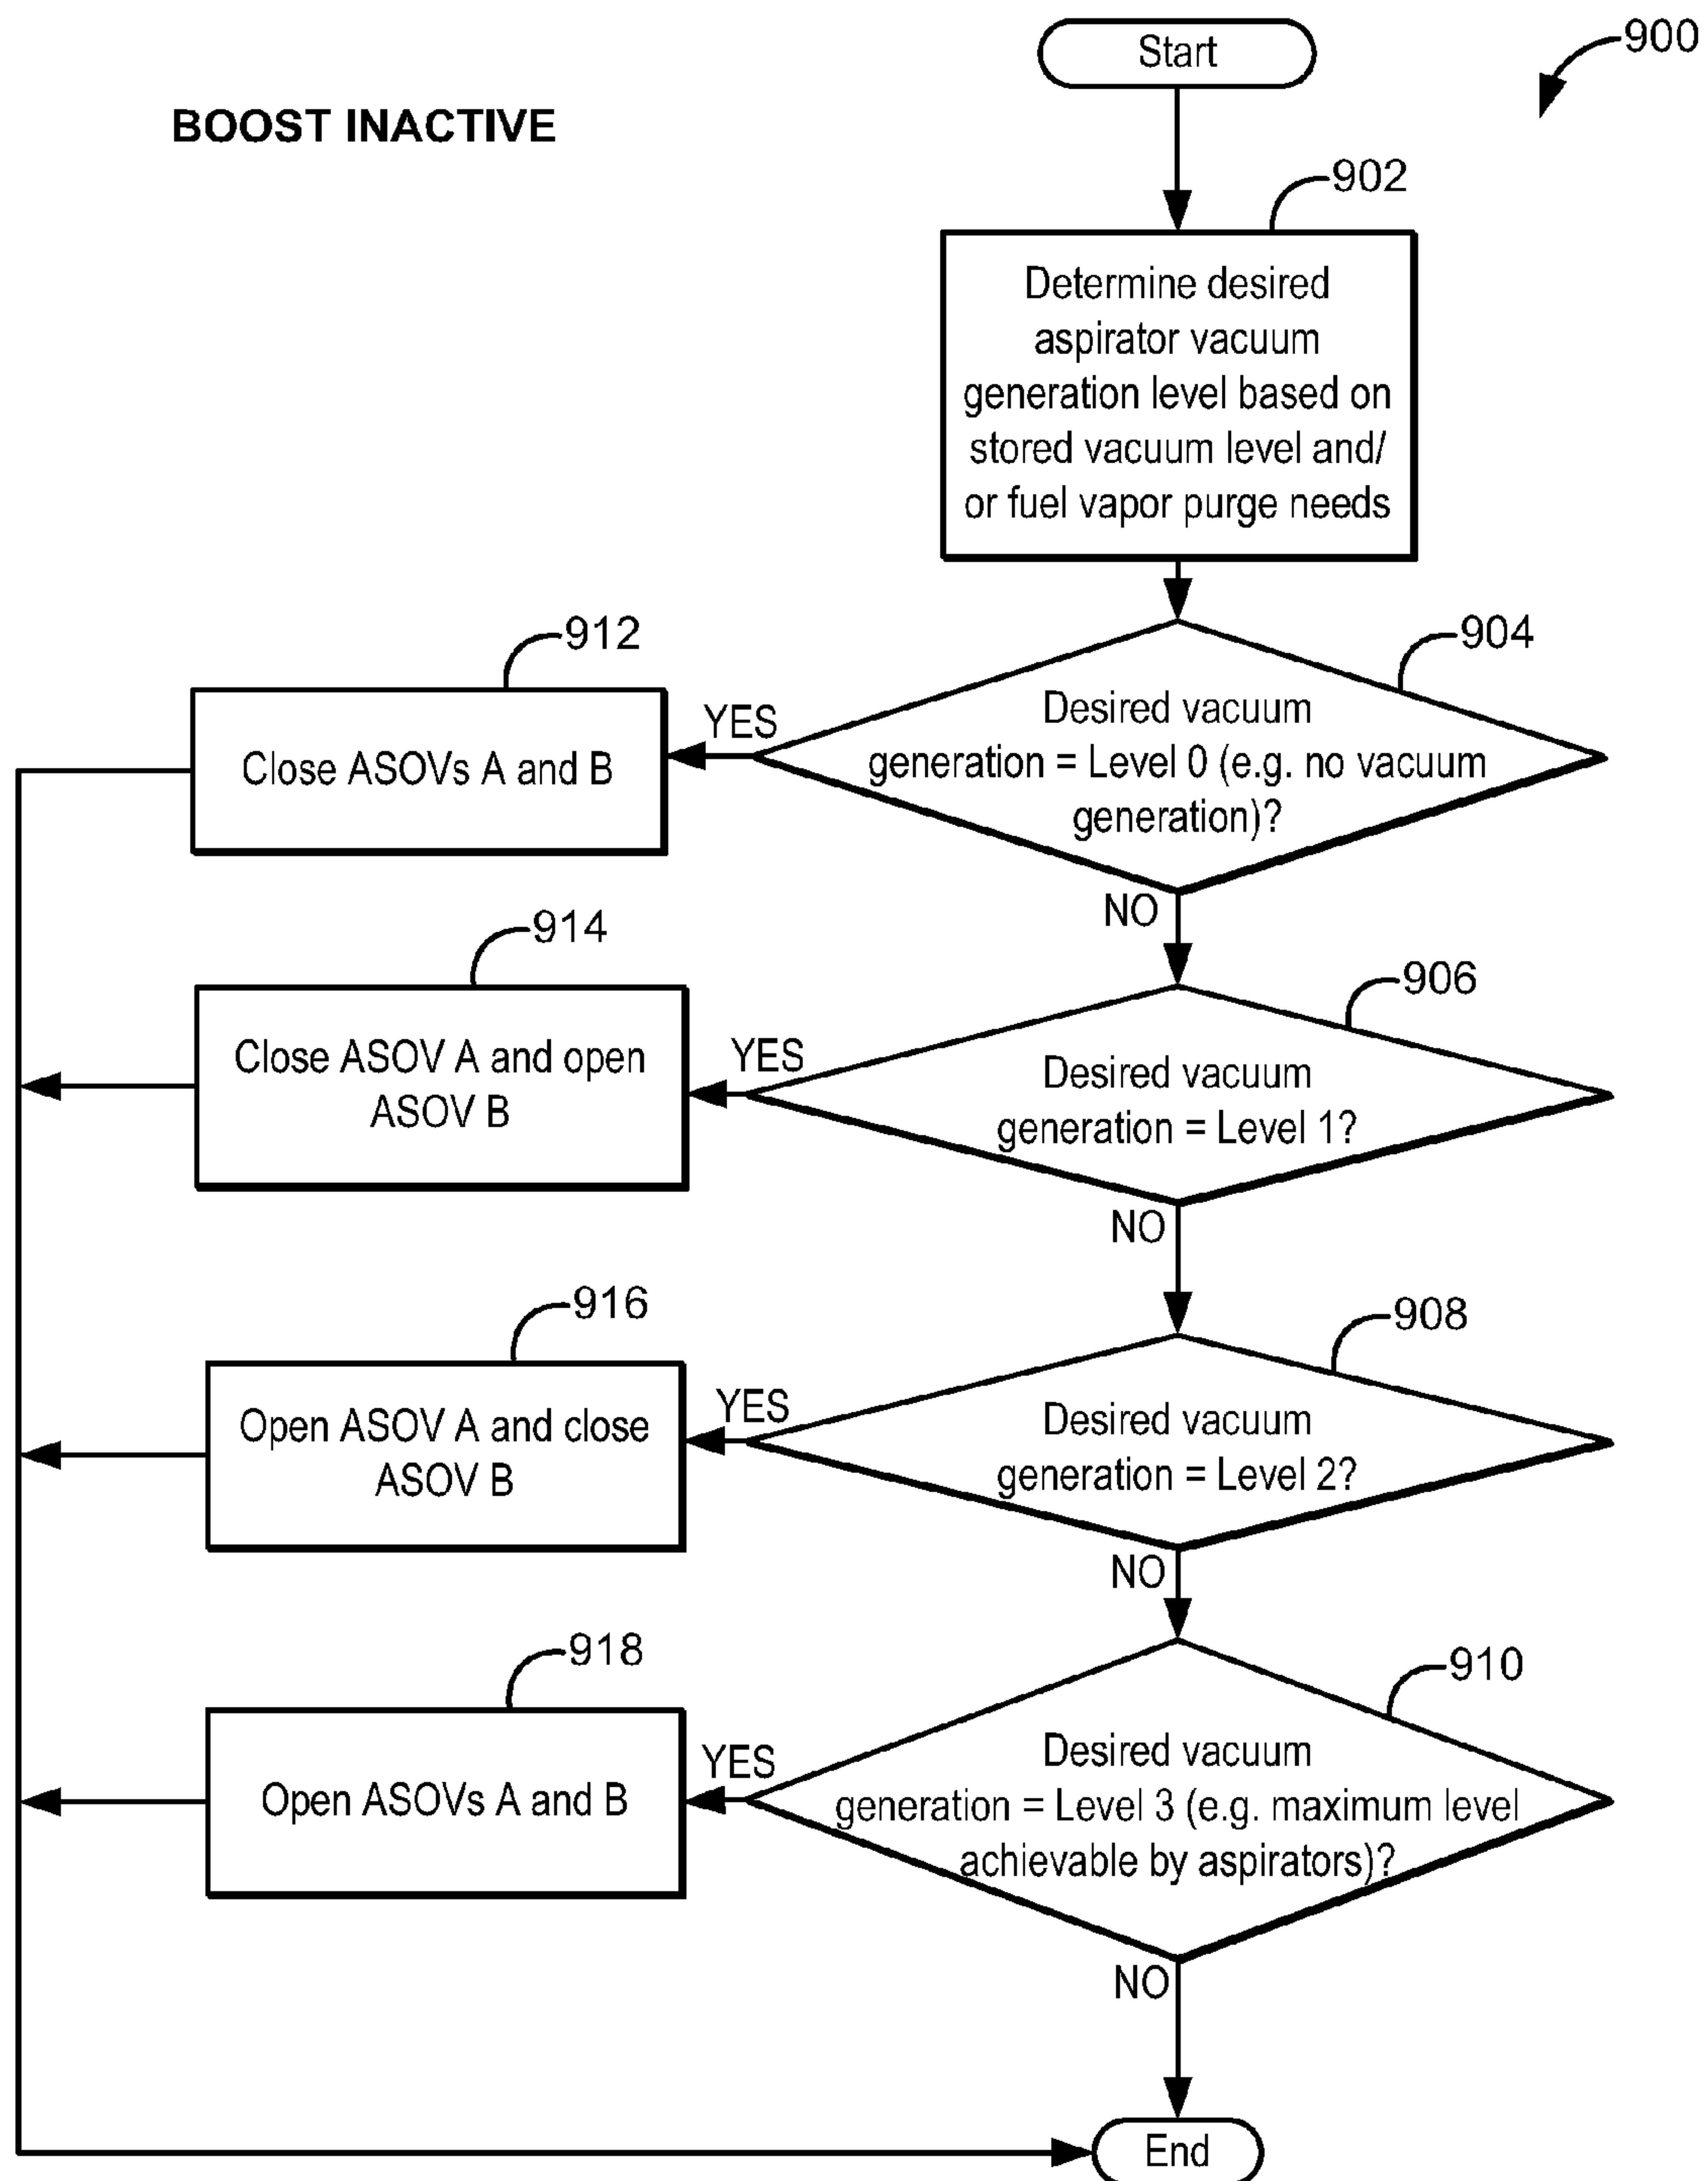 Start
900
BOOST INACTIVE
902
Determine desired
aspirator vacuum
generation level based on
stored vacuum level and/
or fuel vapor purge needs
912
904
Close ASOVs A and B
YES
Desired vacuum
generation = Level 0 (e.g. no vacuum
generation)?
NO
914
906
Close ASOV A and open
ASOV B
YES
Desired vacuum
generation = Level 1?
NO
916
908
Open ASOV A and close
ASOV B
YES
Desired vacuum
generation = Level 2?
NO
918
910
Open ASOVs A and B
YES
Desired vacuum
generation = Level 3 (e.g. maximum level
achievable by aspirators)?
NO
End